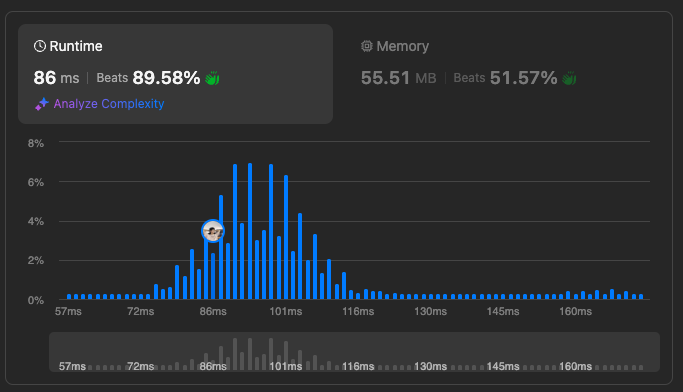 Runtime
Memory
86 ms | Beats 89.58%
55.51 MB | Beats 51.57%
Analyze Complexity
8%
6%
4%
2%
0%
57ms 72ms 86ms 101ms 116ms 130ms 145ms 160ms
57ms 72ms 86ms 101ms 116ms 130ms 145ms 160ms